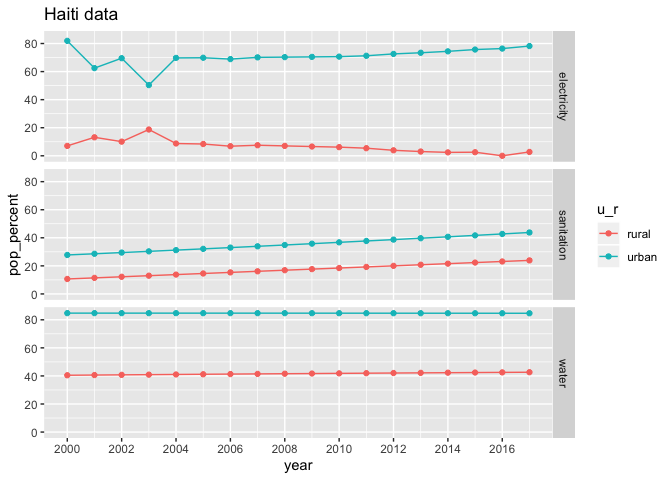 Haiti data
80
60
40
20
0
electricity
80
60
40
20
0
sanitation
80
60
40
20
0
water
pop_percent
2000 2002 2004 2006 2008 2010 2012 2014 2016
year
u_r
rural
urban